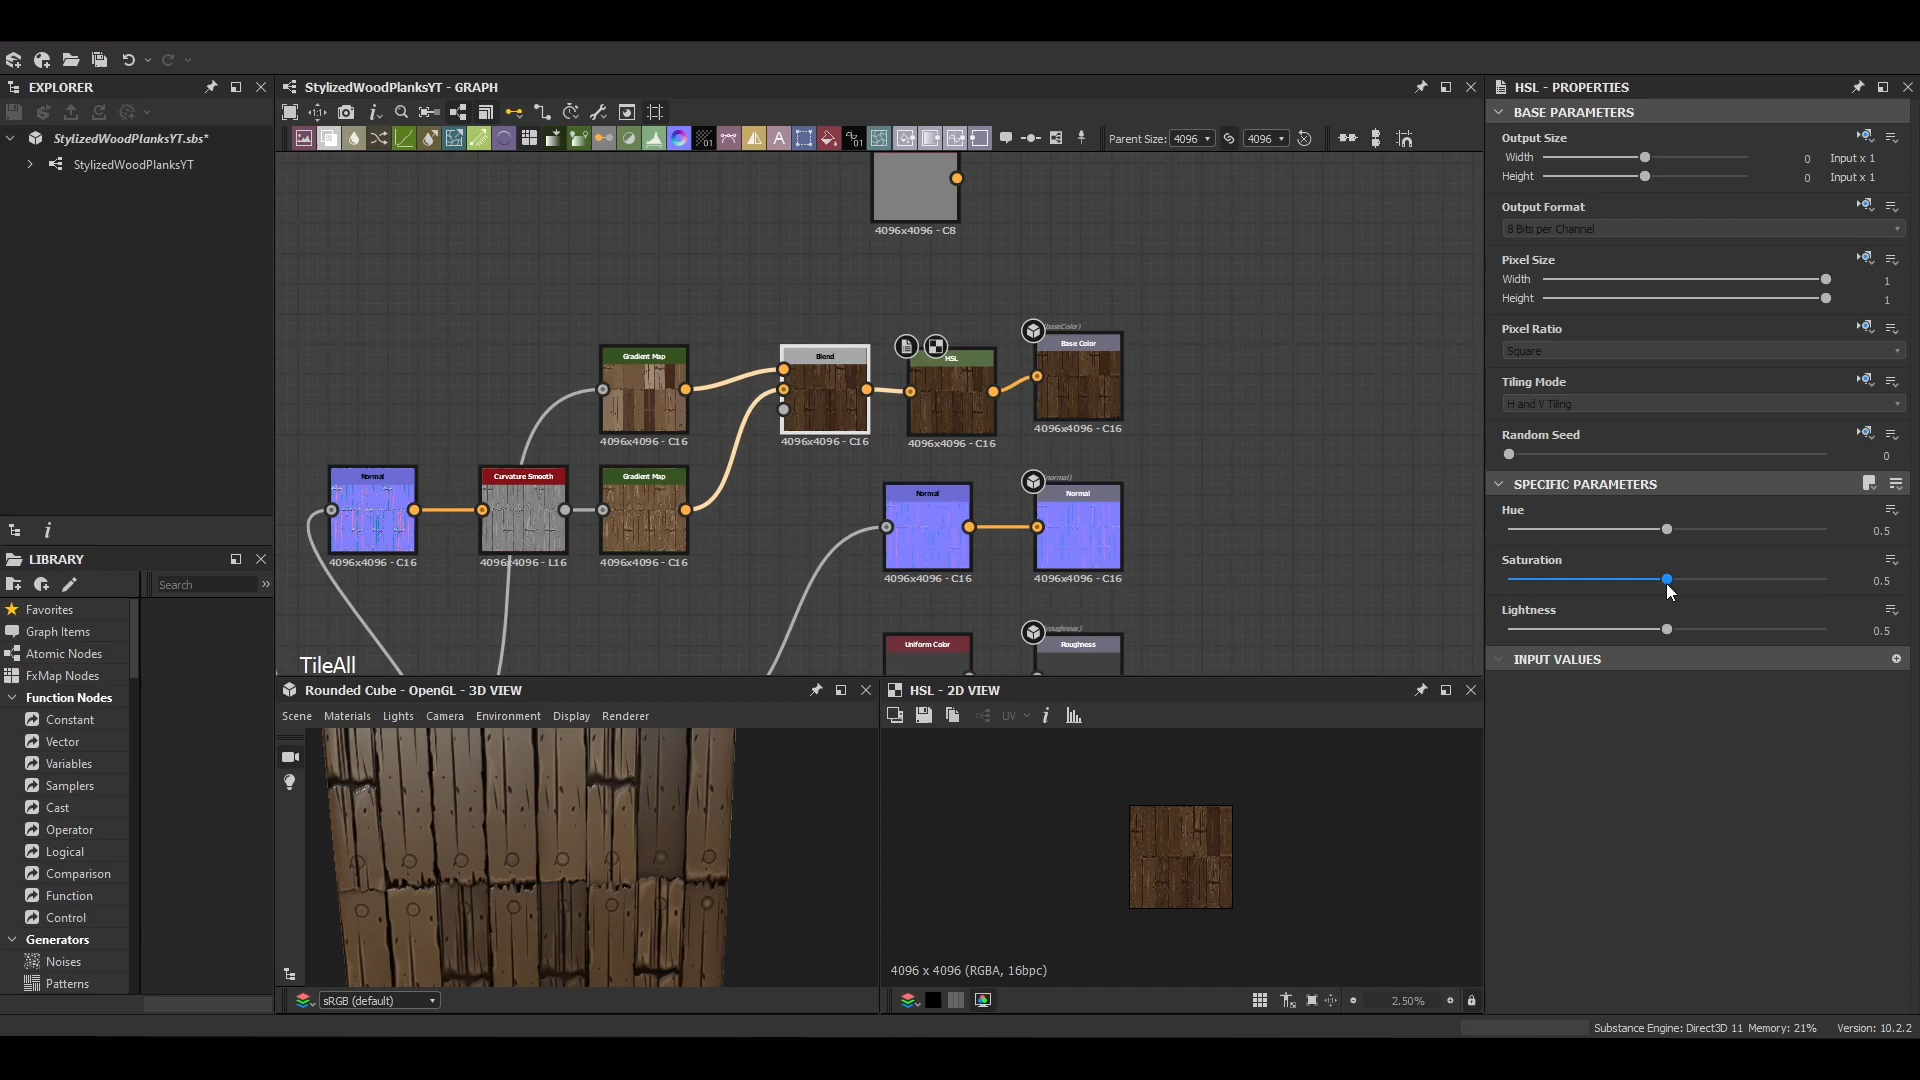 EXPLORER
StylizedWoodPlanksYT.sbs*
StylizedWoodPlanksYT
LIBRARY
Search
Favorites
Graph Items
Atomic Nodes
FxMap Nodes
Function Nodes
Constant
Vector
Variables
Samplers
Cast
Operator
Logical
Comparison
Function
Control
Generators
Noises
Patterns
StylizedWoodPlanksYT - GRAPH
Parent Size: 4096 4096
4096x4096 - C8
Gradient Map
4096x4096 - C16
Blend
4096x4096 - C16
HSL
4096x4096 - C16
(baseColor)
Base Color
4096x4096 - C16
Normal
4096x4096 - C16
Curvature Smooth
4096x4096 - L16
Gradient Map
4096x4096 - C16
Normal
4096x4096 - C16
(normal)
Normal
4096x4096 - C16
Uniform Color
(roughness)
Roughness
TileAll
Rounded Cube - OpenGL - 3D VIEW
Scene Materials Lights Camera Environment Display Renderer
sRGB (default)
HSL - 2D VIEW
UV
4096 x 4096 (RGBA, 16bpc)
2.50%
HSL - PROPERTIES
BASE PARAMETERS
Output Size
Width 0 Input x 1
Height 0 Input x 1
Output Format
8 Bits per Channel
Pixel Size
Width 1
Height 1
Pixel Ratio
Square
Tiling Mode
H and V Tiling
Random Seed
0
SPECIFIC PARAMETERS
Hue
0.5
Saturation
0.5
Lightness
0.5
INPUT VALUES
Substance Engine: Direct3D 11 Memory: 21% Version: 10.2.2